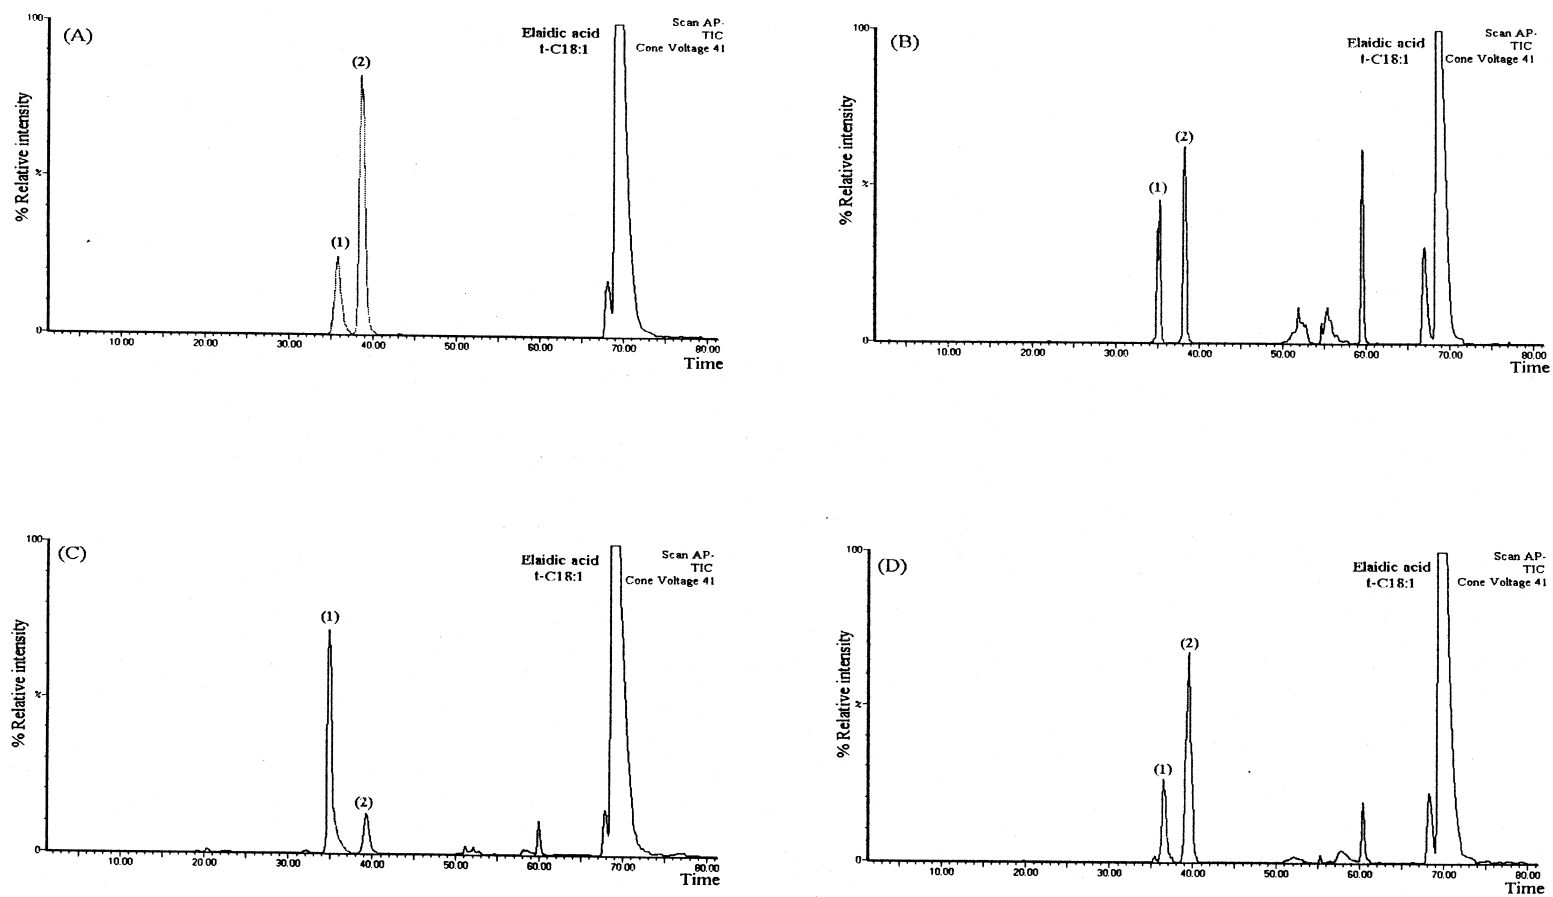 (A)
Elaidic acid
t-C18:1
Scan AP-
TIC
Cone Voltage 41
100
%
0
% Relative intensity
(1)
(2)
10.00 20.00 30.00 40.00 50.00 60.00 70.00 80.00
Time
(B)
Elaidic acid
t-C18:1
Scan AP-
TIC
Cone Voltage 41
100
%
0
% Relative intensity
(1)
(2)
10.00 20.00 30.00 40.00 50.00 60.00 70.00 80.00
Time
(C)
Elaidic acid
t-C18:1
Scan AP-
TIC
Cone Voltage 41
100
%
0
% Relative intensity
(1)
(2)
10.00 20.00 30.00 40.00 50.00 60.00 70.00 80.00
Time
(D)
Elaidic acid
t-C18:1
Scan AP-
TIC
Cone Voltage 41
100
%
0
% Relative intensity
(1)
(2)
10.00 20.00 30.00 40.00 50.00 60.00 70.00 80.00
Time